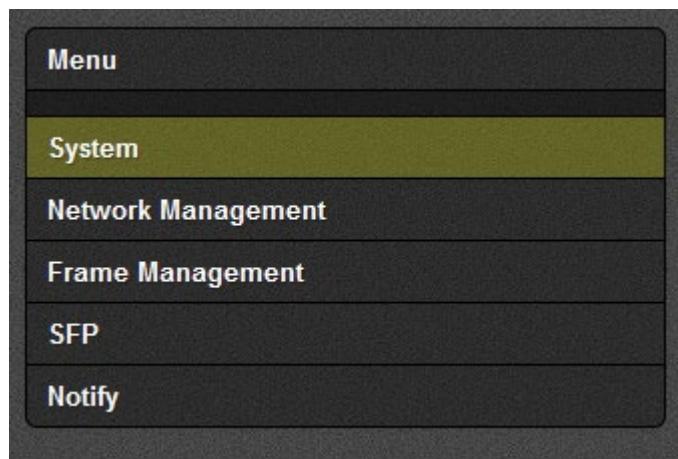 Menu
System
Network Management
Frame Management
SFP
Notify